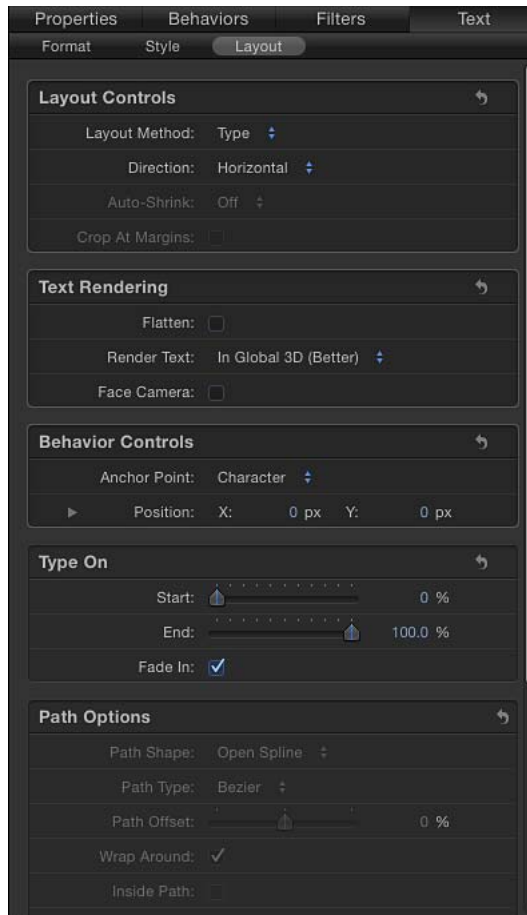 Properties Behaviors Filters Text
Format Style Layout
Layout Controls
Layout Method: Type
Direction: Horizontal
Auto-Shrink: Off
Crop At Margins:
Text Rendering
Flatten:
Render Text: In Global 3D (Better)
Face Camera:
Behavior Controls
Anchor Point: Character
Position: X: 0 px Y: 0 px
Type On
Start: 0 %
End: 100.0 %
Fade In:
Path Options
Path Shape: Open Spline
Path Type: Bezier
Path Offset: 0 %
Wrap Around:
Inside Path: